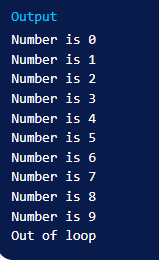 Output
Number is 0
Number is 1
Number is 2
Number is 3
Number is 4
Number is 5
Number is 6
Number is 7
Number is 8
Number is 9
Out of loop